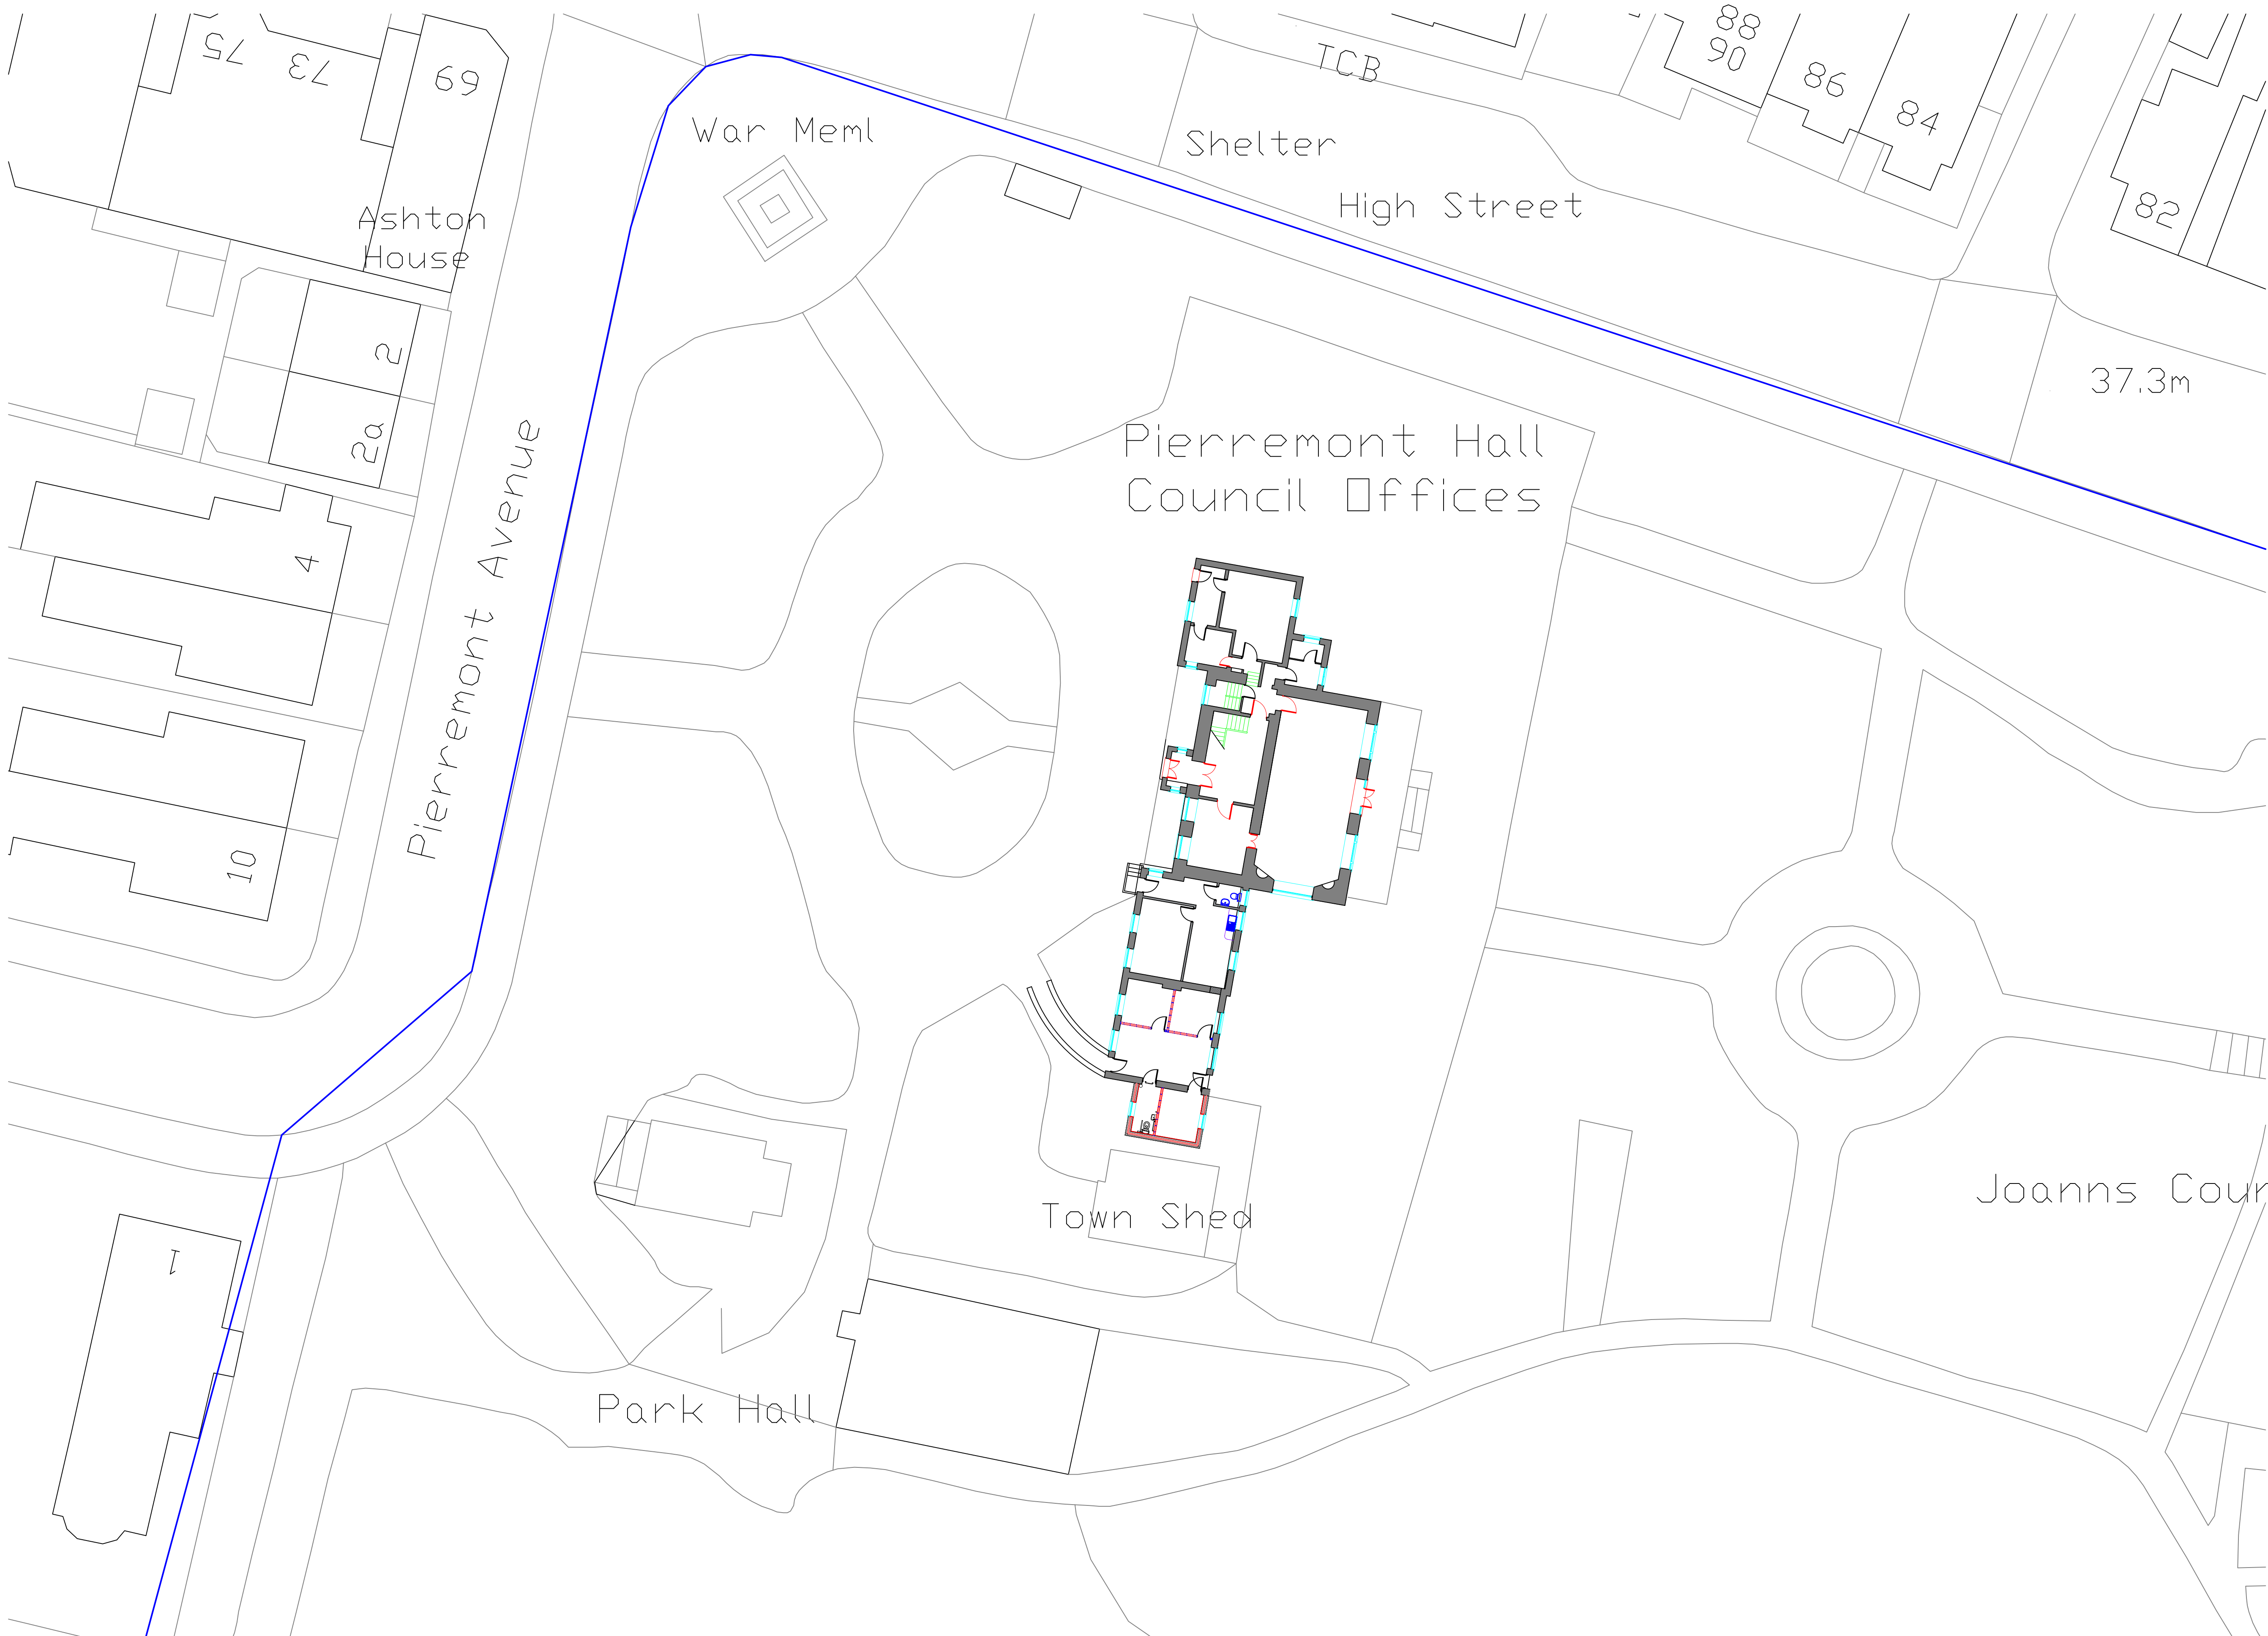 75
73
69
88
90
86
84
TCB
War Meml
Shelter
82
High Street
Ashton
House
2
37.3m
2a
Pierremont Hall
Council Offices
4
Pierremont Avenue
10
Joanns Cour
Town Shed
1
Park Hall